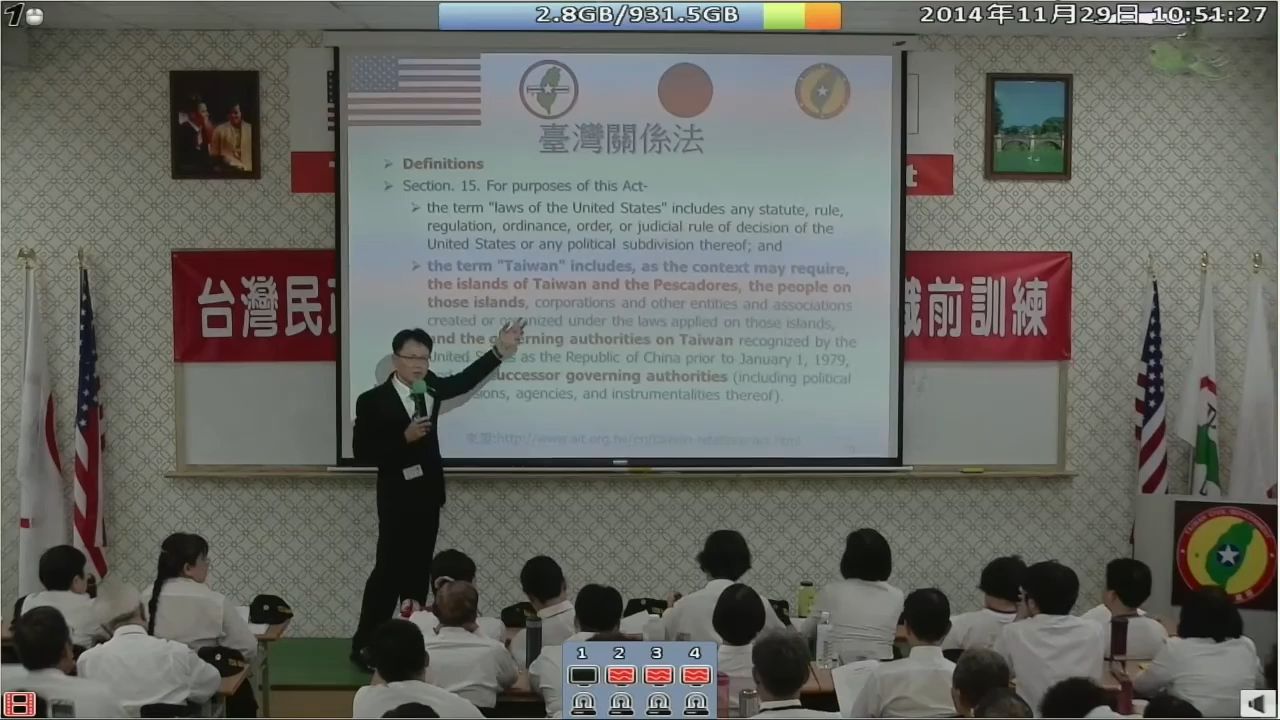 1
2.8GB/931.5GB
2014年11月29日 10:51:27
臺灣關係法
➢ Definitions
➢ Section. 15. For purposes of this Act-
➢ the term "laws of the United States" includes any statute, rule,
regulation, ordinance, order, or judicial rule of decision of the
United States or any political subdivision thereof; and
➢ the term "Taiwan" includes, as the context may require,
the islands of Taiwan and the Pescadores, the people on
those islands, corporations and other entities and associations
created or organized under the laws applied on those islands,
and the governing authorities on Taiwan recognized by the
United States as the Republic of China prior to January 1, 1979,
successor governing authorities (including political
sions, agencies, and instrumentalities thereof).
台灣民
前訓練
1 2 3 4